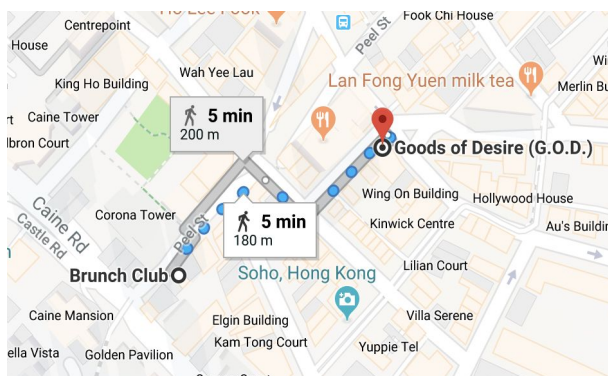 Centrepoint
Fook Chi House
House
Peel St
King Ho Building
Wah Yee Lau
Lan Fong Yuen milk tea
Merlin Bu
Caine Tower
5 min
200 m
Goods of Desire (G.O.D.)
Caine Rd
Castle Rd
Corona Tower
Peel St
Wing On Building
Hollywood House
5 min
180 m
Kinwick Centre
Au's Buildin
Brunch Club
Soho, Hong Kong
Lilian Court
Caine Mansion
Elgin Building
Villa Serene
Kam Tong Court
ella Vista
Golden Pavilion
Yuppie Tel